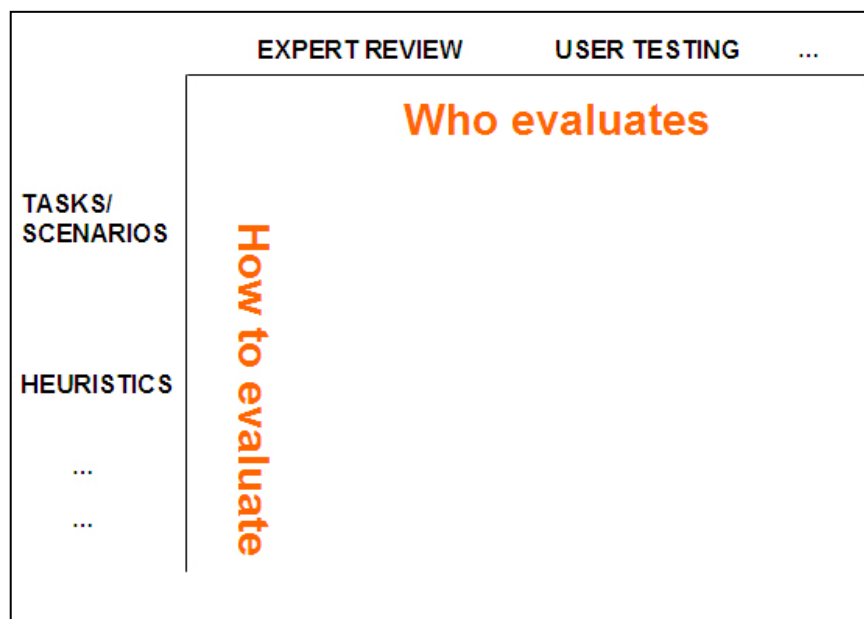 EXPERT REVIEW USER TESTING ...
Who evaluates
TASKS/
SCENARIOS
How to evaluate
HEURISTICS
...
...